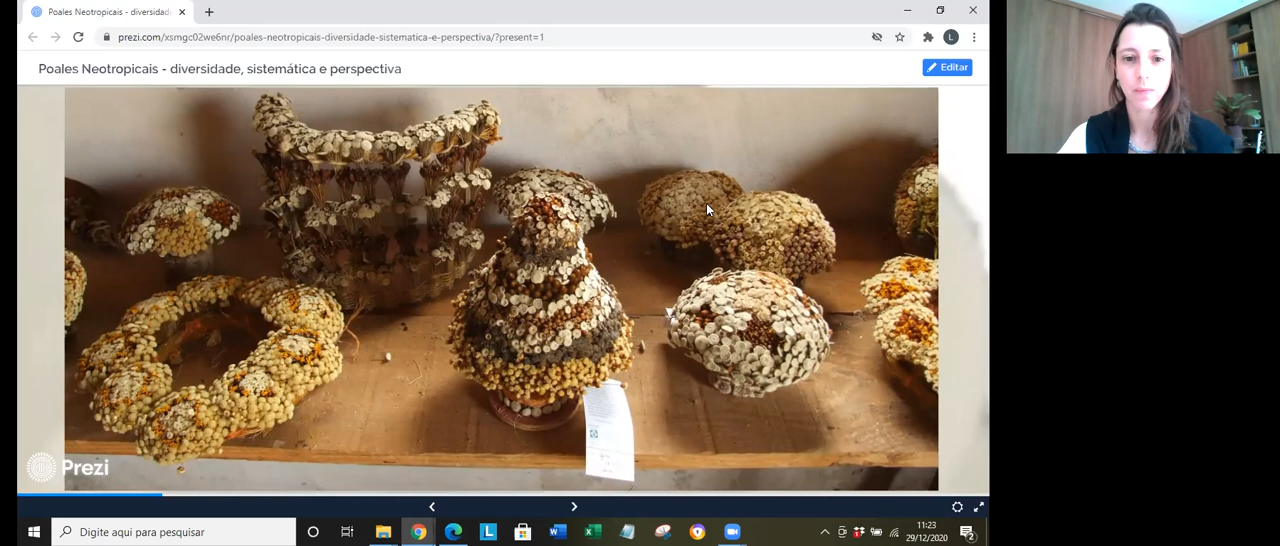 Poales Neotropicais - diversidad
prezi.com/xsmgc02we6nr/poales-neotropicais-diversidade-sistematica-e-perspectiva/?present=1
L
Poales Neotropicais - diversidade, sistemática e perspectiva
Editar
Prezi
Digite aqui para pesquisar
11:23
29/12/2020
2